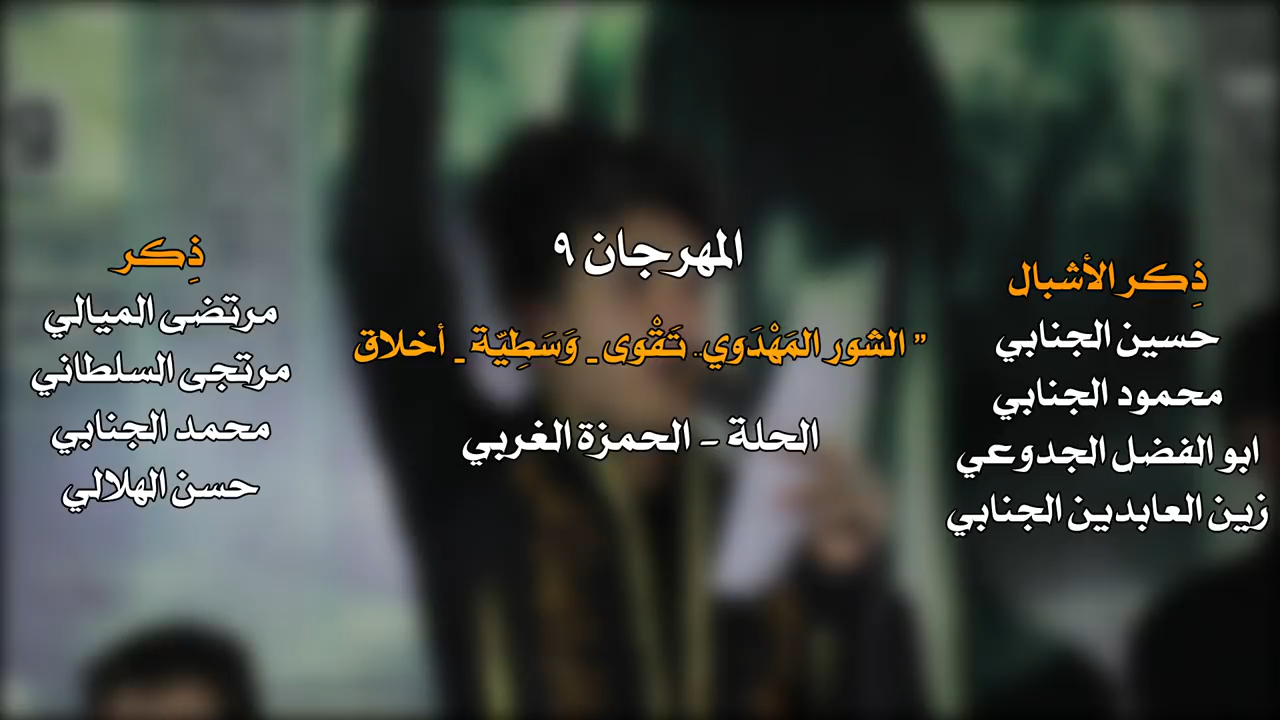 المهرجان ٩
" الشور المَهْدَوي.. تَقْوى ـ وَسَطِيّة ـ أخلاق
الحلة - الحمزة الغربي
ذِكر الأشبال
حسين الجنابي
محمود الجنابي
ابو الفضل الجدوعي
زين العابدين الجنابي
ذِكر
مرتضى الميالي
مرتجى السلطاني
محمد الجنابي
حسن الهلالي